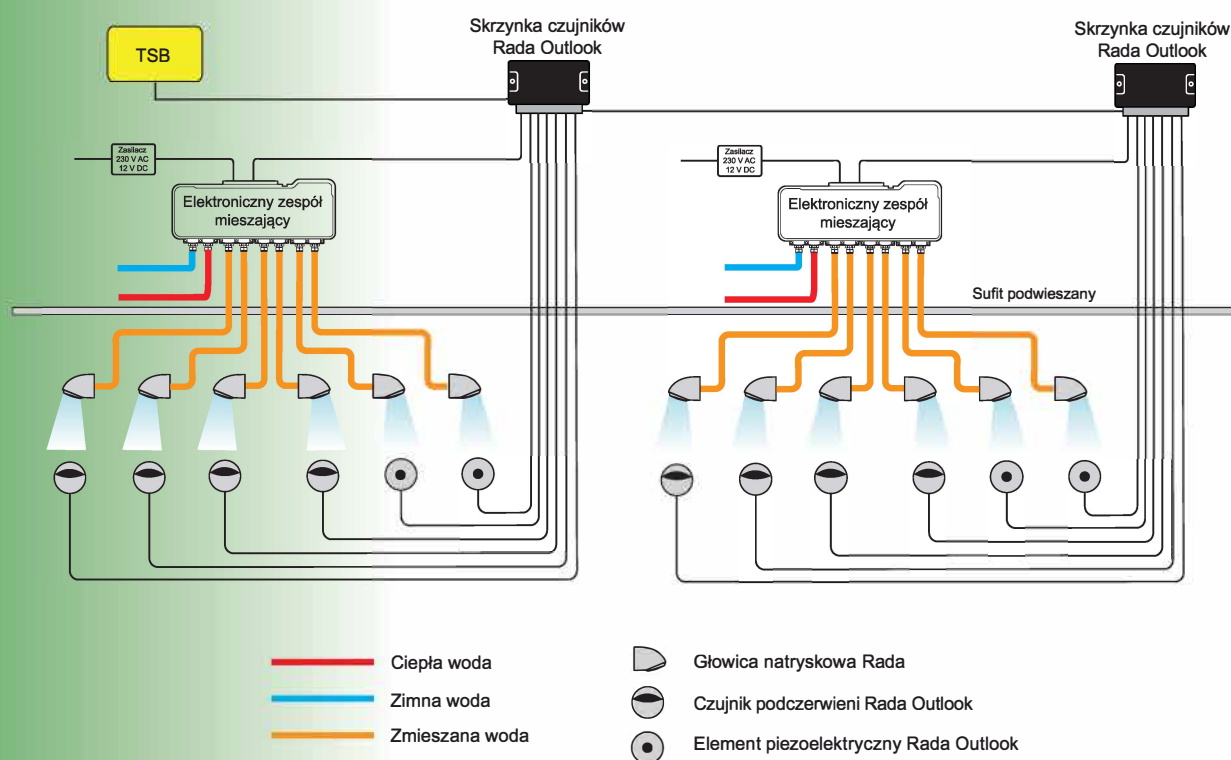 Skrzynka czujników
Rada Outlook
Skrzynka czujników
Rada Outlook
TSB
Zasilacz
230 V AC
12 V DC
Zasilacz
230 V AC
12 V DC
Elektroniczny zespół
mieszający
Elektroniczny zespół
mieszający
Sufit podwieszany
Ciepła woda
Zimna woda
Zmieszana woda
Głowica natryskowa Rada
Czujnik podczerwieni Rada Outlook
Element piezoelektryczny Rada Outlook